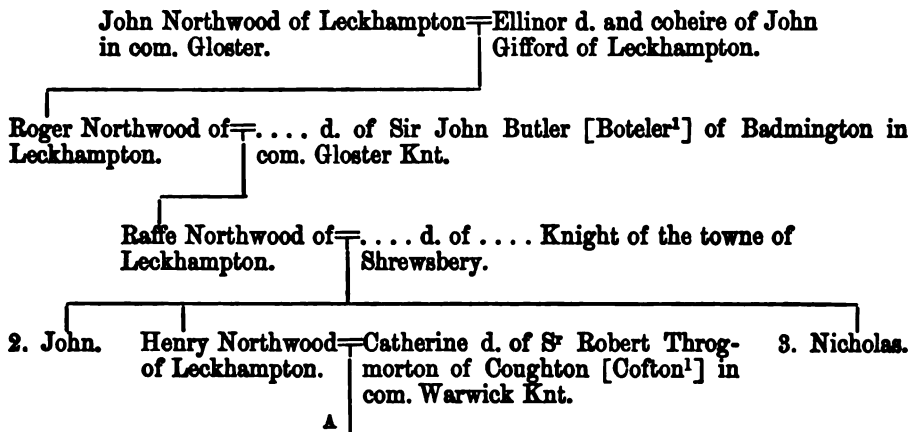 John Northwood of Leckhampton=Ellinor d. and coheire of John
in com. Gloster. Gifford of Leckhampton.
Roger Northwood of=.... d. of Sir John Butler [Boteler¹] of Badmington in
Leckhampton. com. Gloster Knt.
Raffe Northwood of=.... d. of .... Knight of the towne of
Leckhampton. Shrewsbery.
2. John. Henry Northwood=Catherine d. of Sʳ Robert Throg- 3. Nicholas.
of Leckhampton. morton of Coughton [Cofton¹] in
com. Warwick Knt.
A